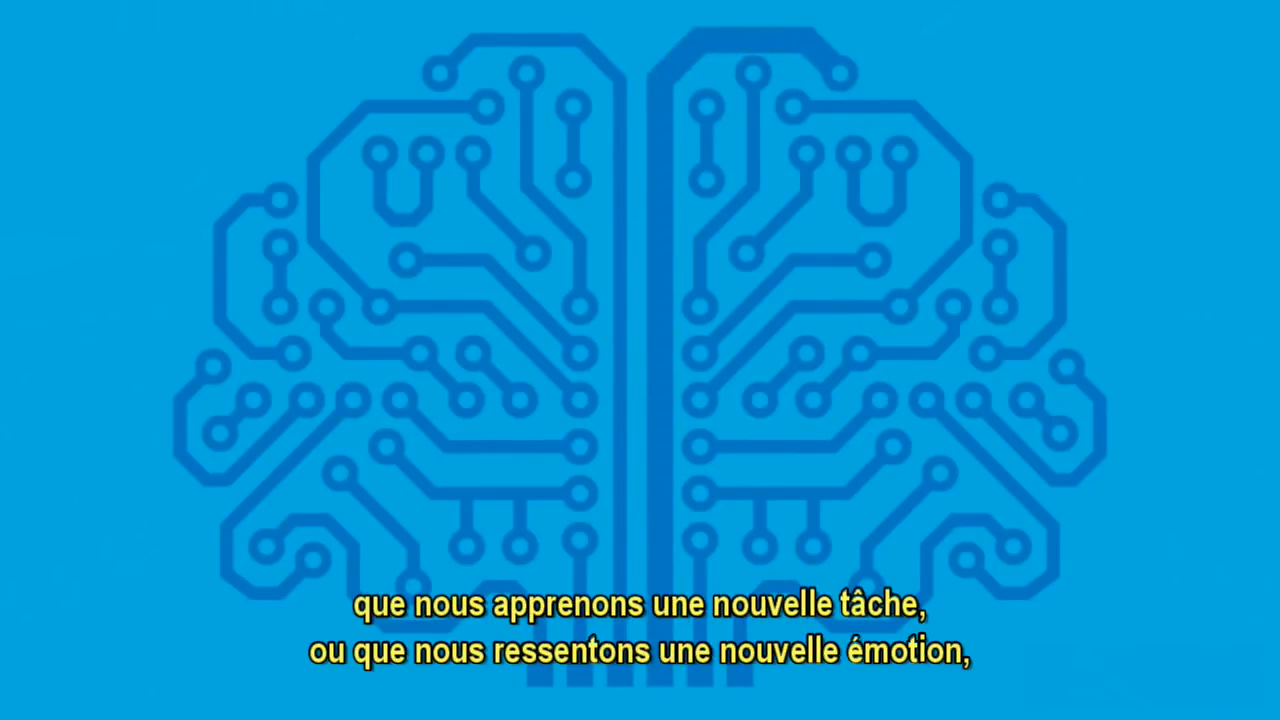 que nous apprenons une nouvelle tâche,
ou que nous ressentons une nouvelle émotion,